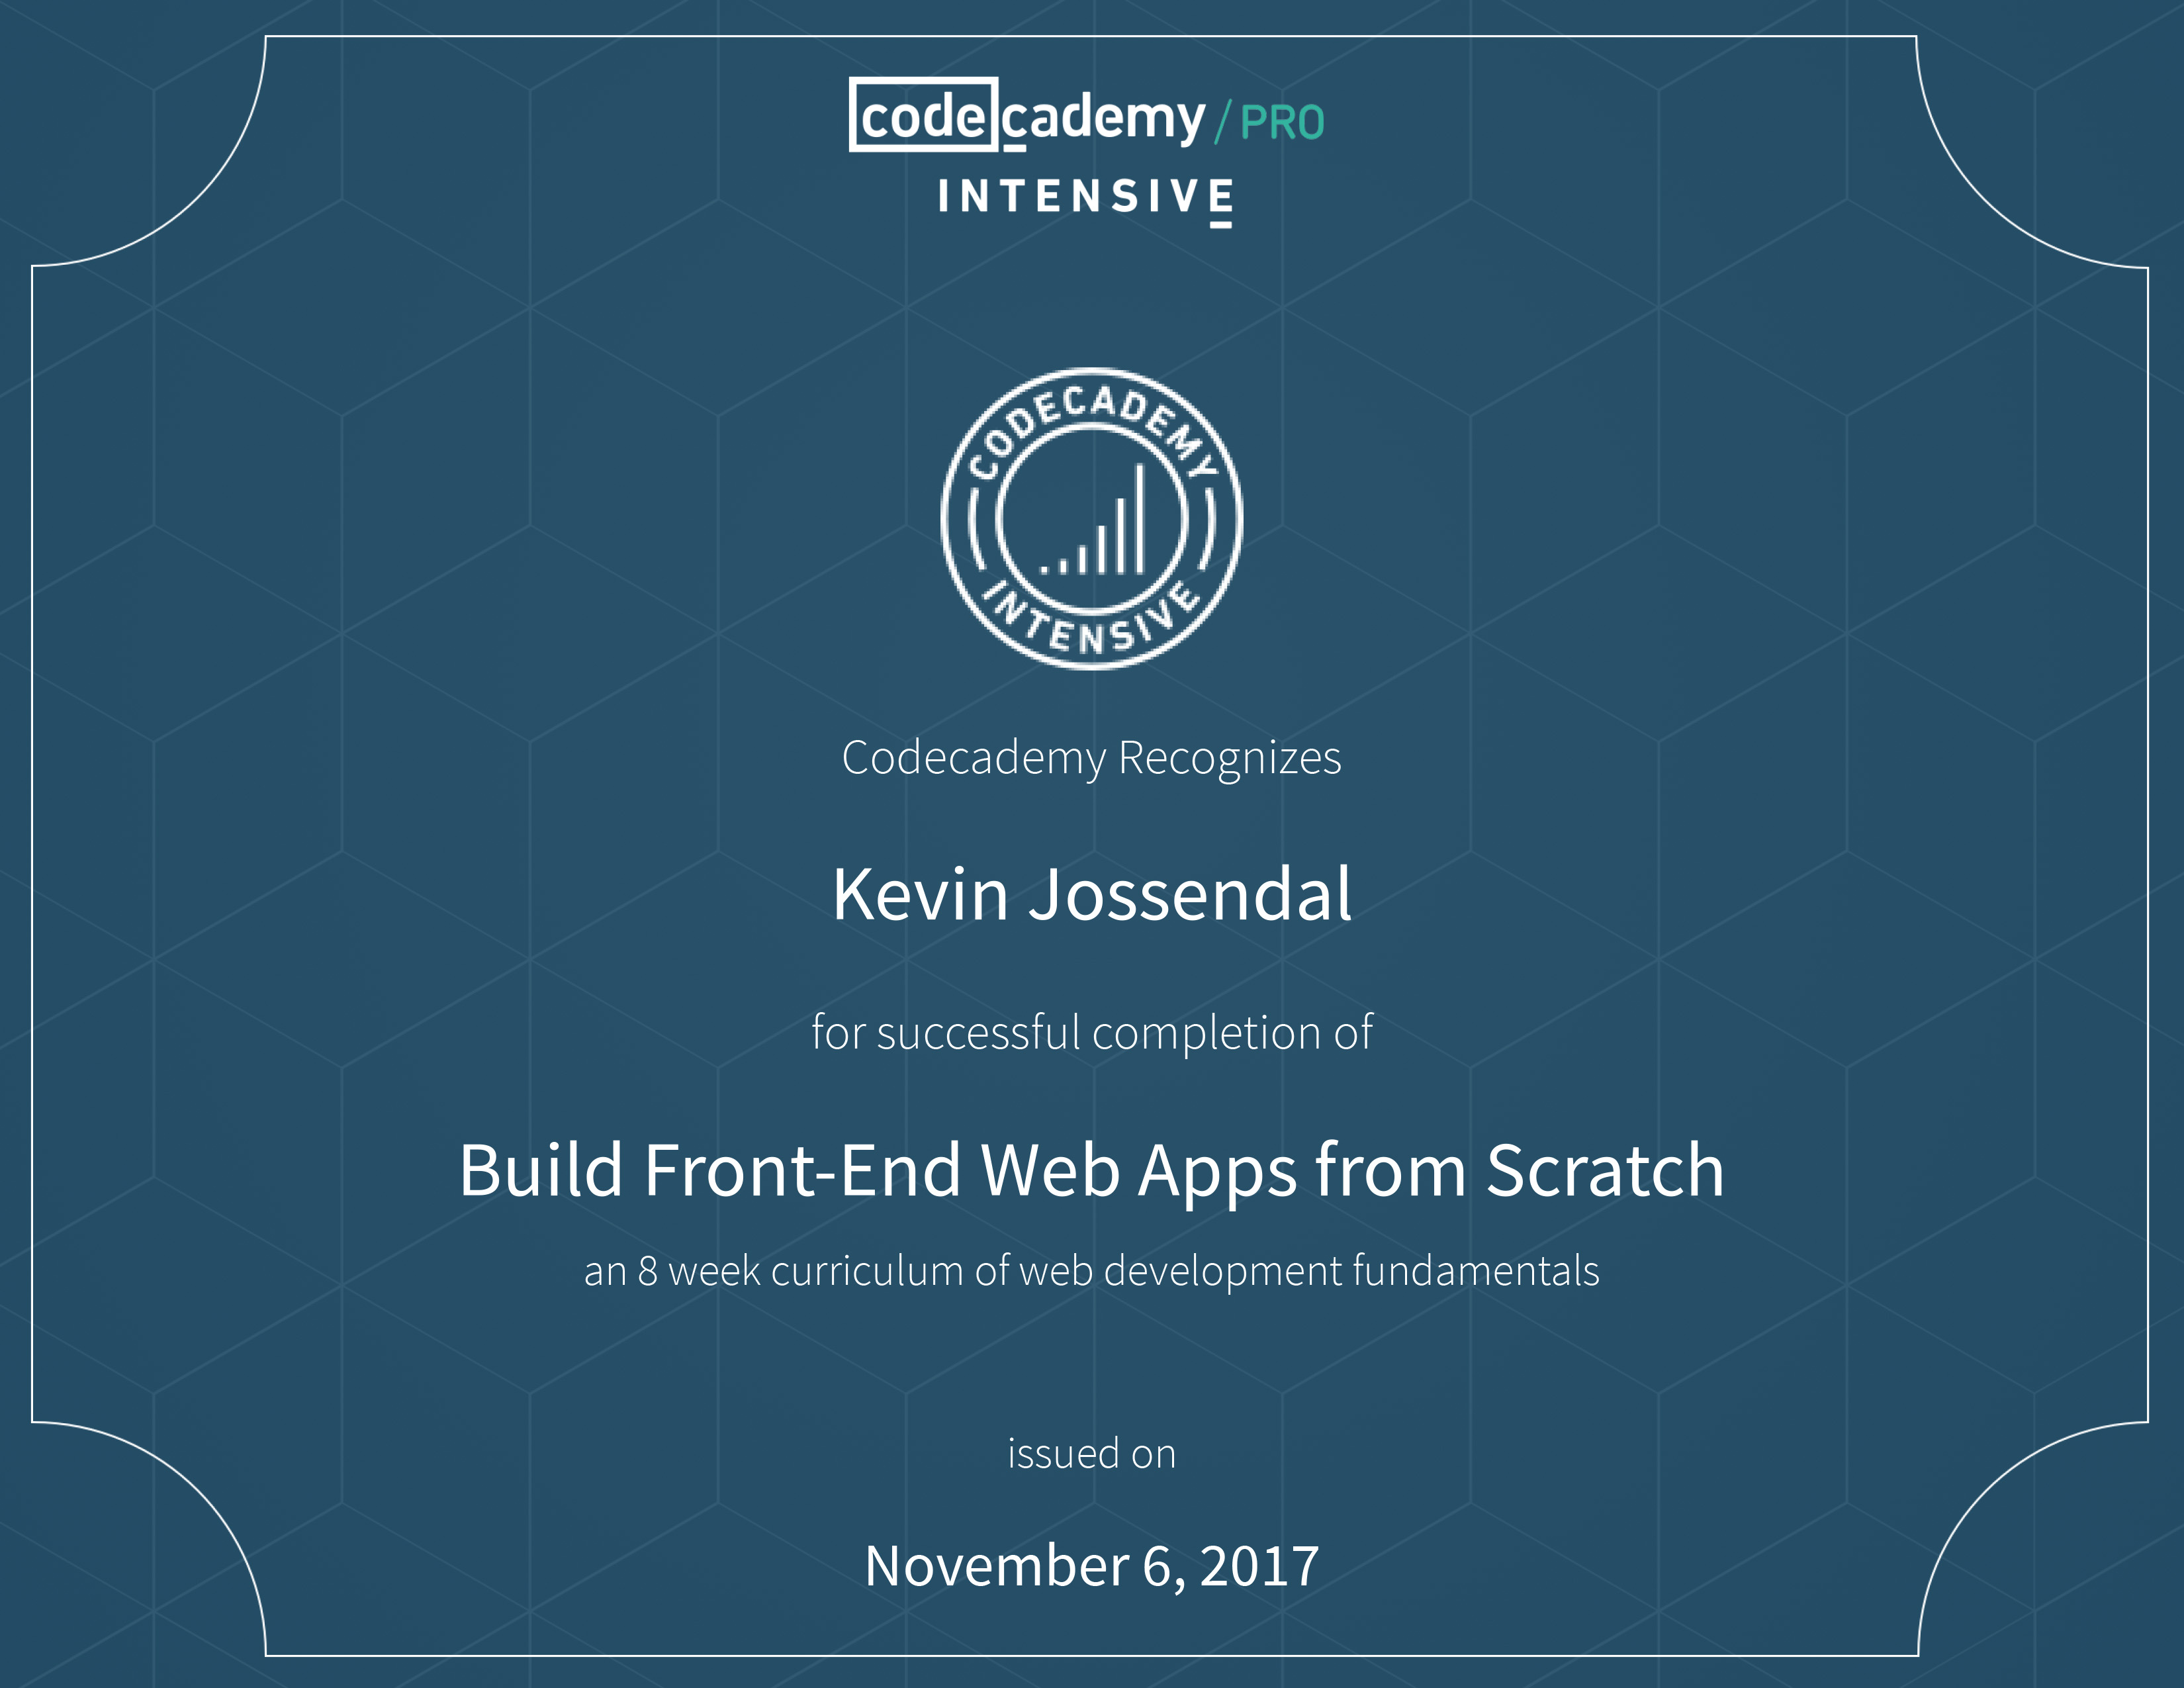 codecademy/PRO
INTENSIVE
CODECADEMY
INTENSIVE
Codecademy Recognizes
Kevin Jossendal
for successful completion of
Build Front-End Web Apps from Scratch
an 8 week curriculum of web development fundamentals
issued on
November 6, 2017